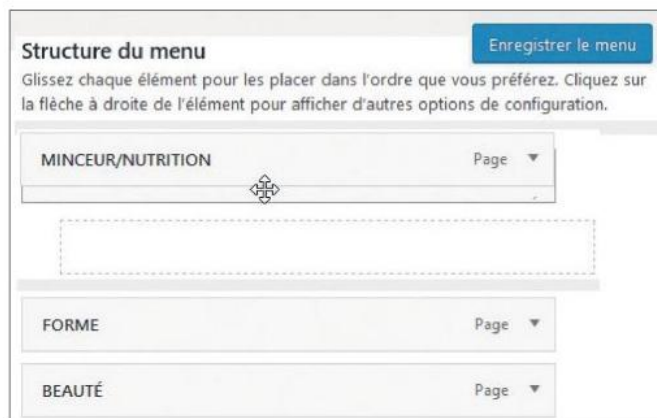 Structure du menu
Enregistrer le menu
Glissez chaque élément pour les placer dans l'ordre que vous préférez. Cliquez sur
la flèche à droite de l'élément pour afficher d'autres options de configuration.
MINCEUR/NUTRITION Page
FORME Page
BEAUTÉ Page